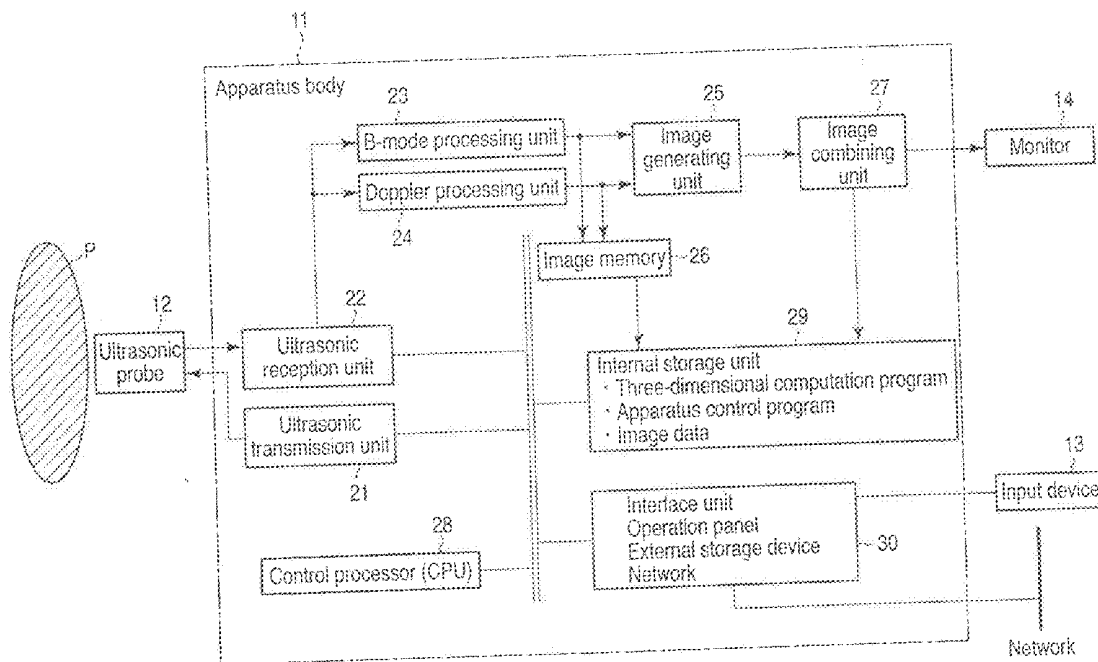 11
Apparatus body
23
B-mode processing unit
Doppler processing unit
24
25
Image
generating
unit
27
Image
combining
unit
14
Monitor
Image memory
26
P
12
Ultrasonic
probe
22
Ultrasonic
reception unit
Ultrasonic
transmission unit
21
29
Internal storage unit
· Three-dimensional computation program
· Apparatus control program
· Image data
13
Input device
28
Control processor (CPU)
Interface unit
Operation panel
External storage device
Network
30
Network